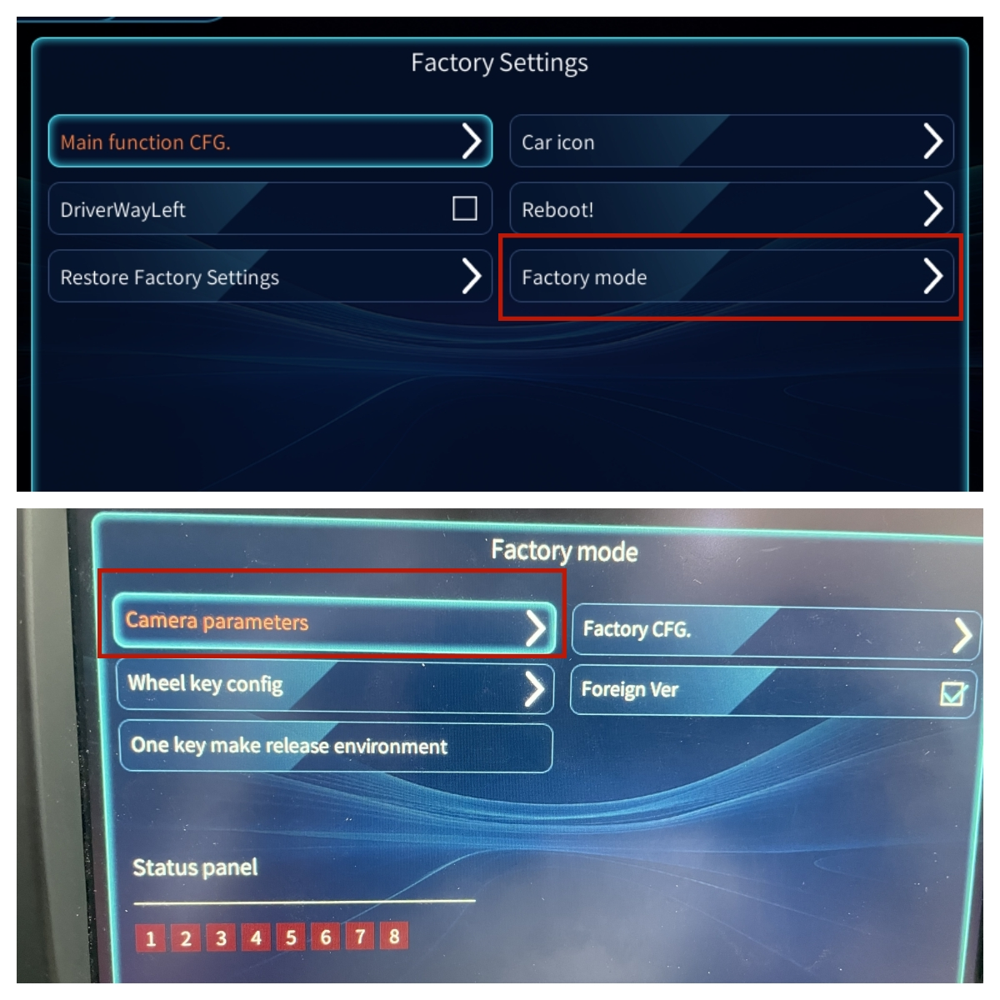 Factory Settings
Main function CFG.
Car icon
DriverWayLeft
Reboot!
Restore Factory Settings
Factory mode
Factory mode
Camera parameters
Factory CFG.
Wheel key config
Foreign Ver
One key make release environment
Status panel
1 2 3 4 5 6 7 8